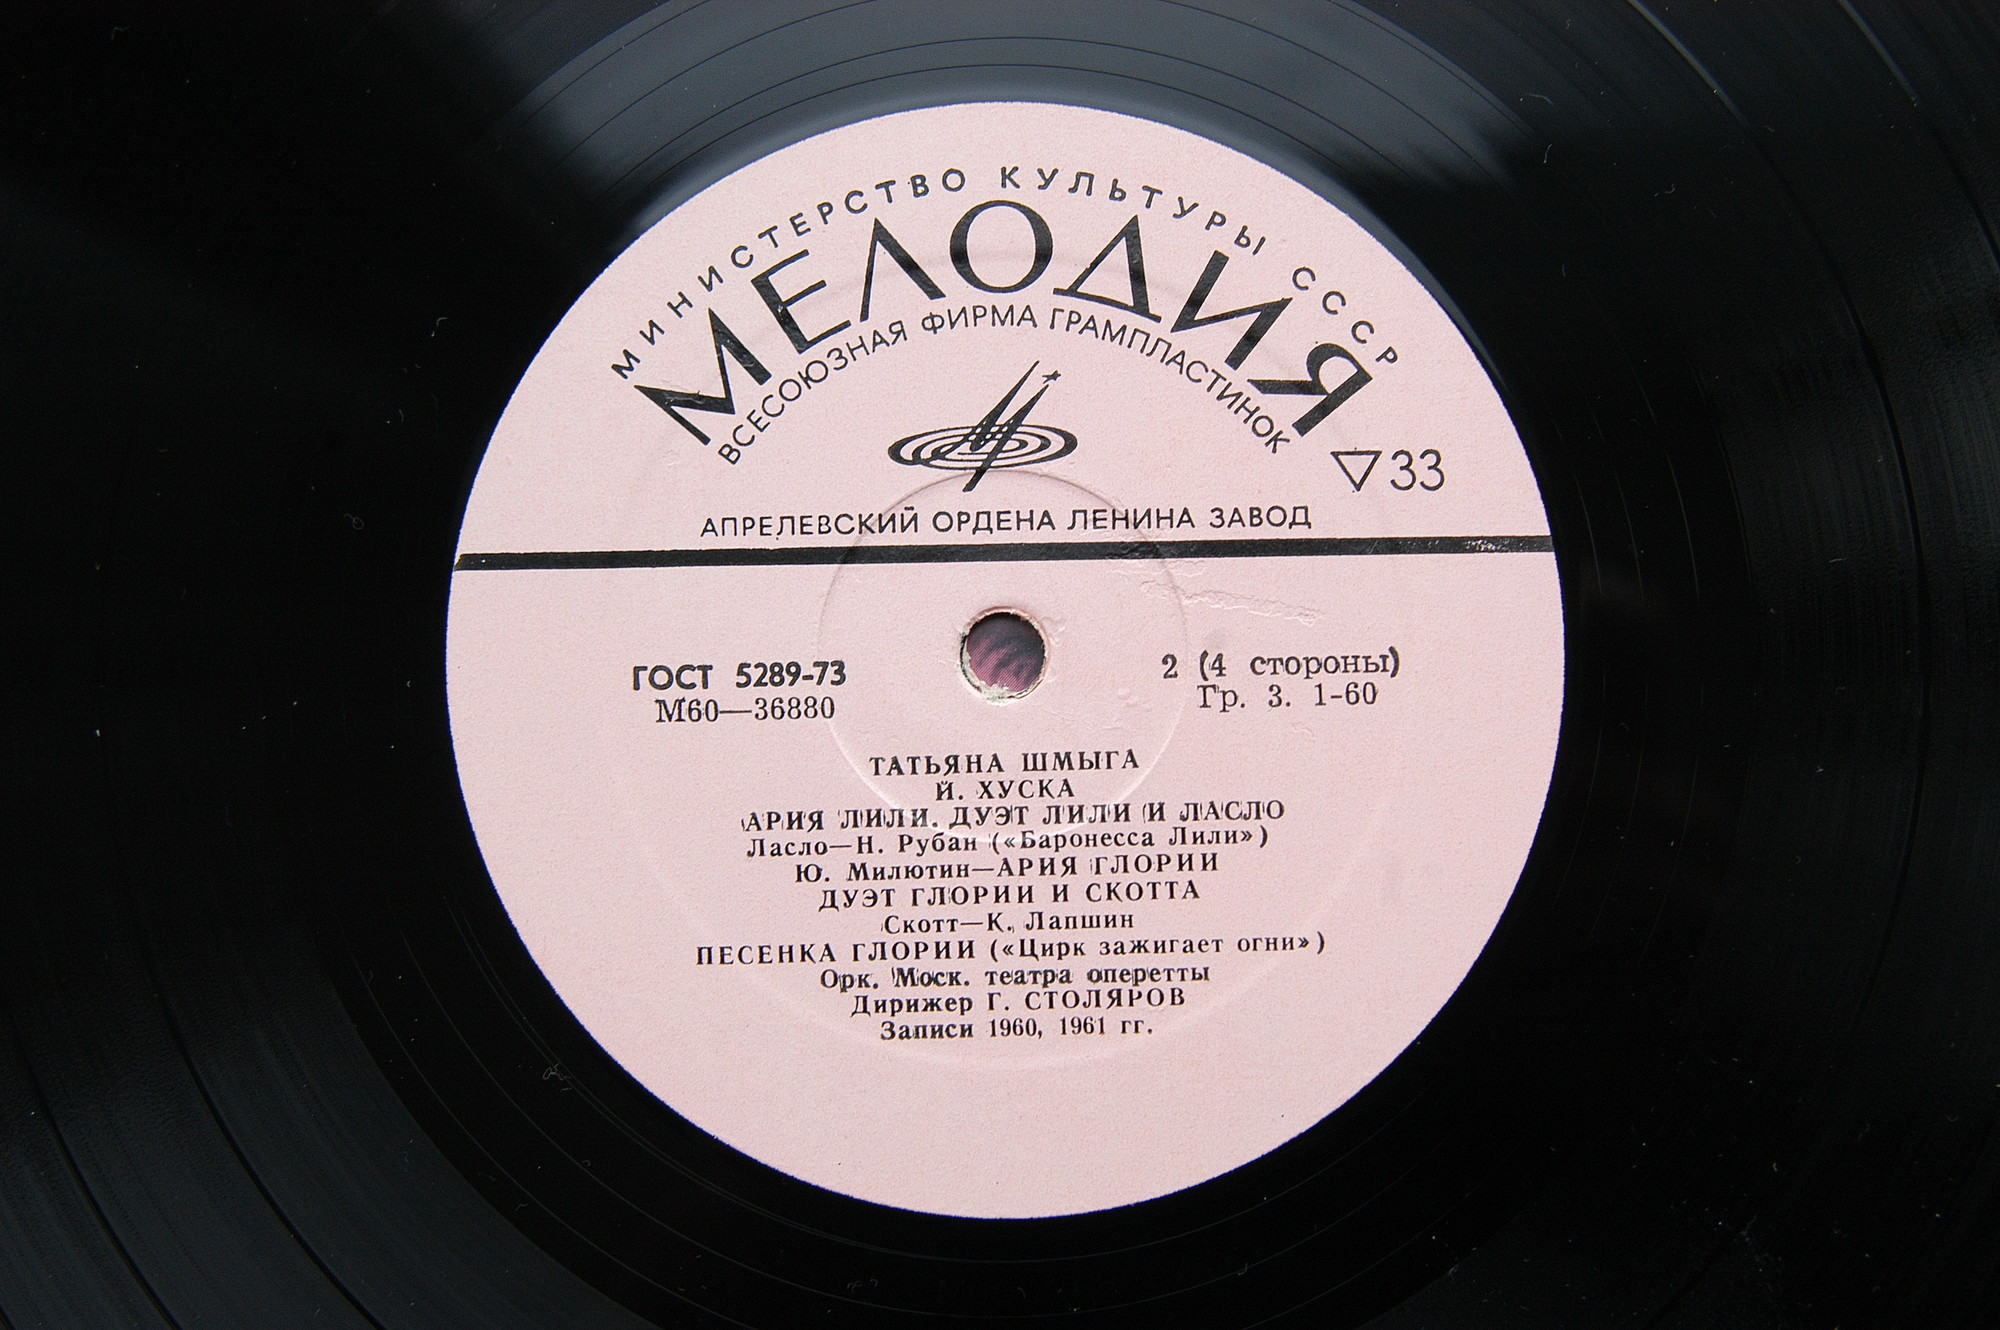 МИНИСТЕРСТВО КУЛЬТУРЫ СССР
МЕЛОДИЯ
ВСЕСОЮЗНАЯ ФИРМА ГРАМПЛАСТИНОК
33
АПРЕЛЕВСКИЙ ОРДЕНА ЛЕНИНА ЗАВОД
ГОСТ 5289-73
М60—36880
2 (4 стороны)
Гр. 3. 1-60
ТАТЬЯНА ШМЫГА
Й. ХУСКА
АРИЯ ЛИЛИ. ДУЭТ ЛИЛИ И ЛАСЛО
Ласло—Н. Рубан («Баронесса Лили»)
Ю. Милютин—АРИЯ ГЛОРИИ
ДУЭТ ГЛОРИИ И СКОТТА
Скотт—К. Лапшин
ПЕСЕНКА ГЛОРИИ («Цирк зажигает огни»)
Орк. Моск. театра оперетты
Дирижер Г. СТОЛЯРОВ
Записи 1960, 1961 гг.